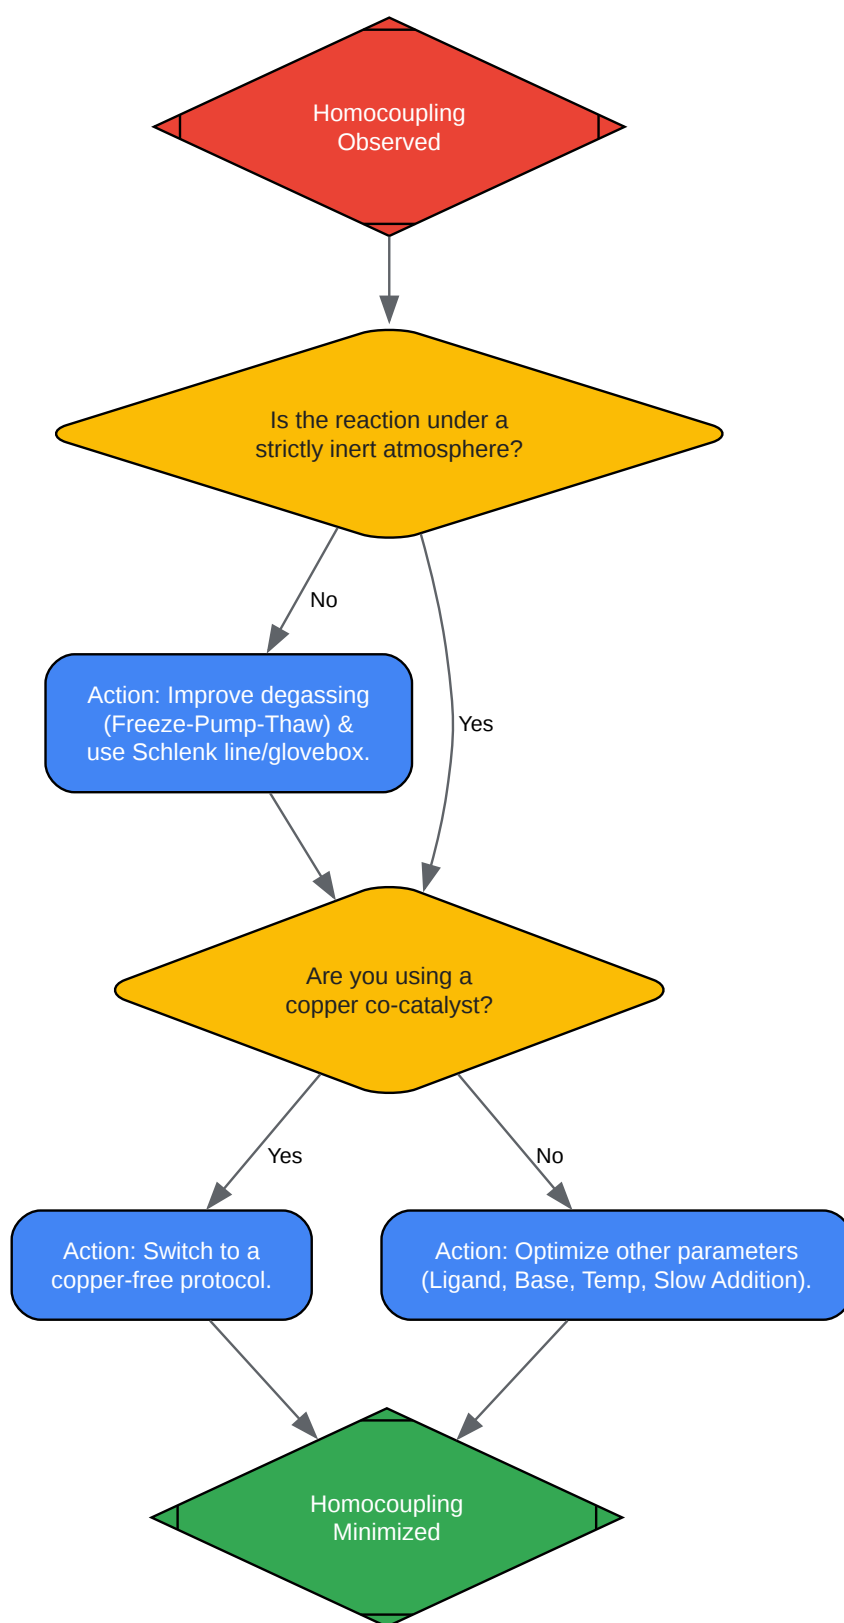 Homocoupling
Observed
Is the reaction under a
strictly inert atmosphere?
No
Action: Improve degassing
(Freeze-Pump-Thaw) &
use Schlenk line/glovebox.
Yes
Are you using a
copper co-catalyst?
Yes
No
Action: Switch to a
copper-free protocol.
Action: Optimize other parameters
(Ligand, Base, Temp, Slow Addition).
Homocoupling
Minimized